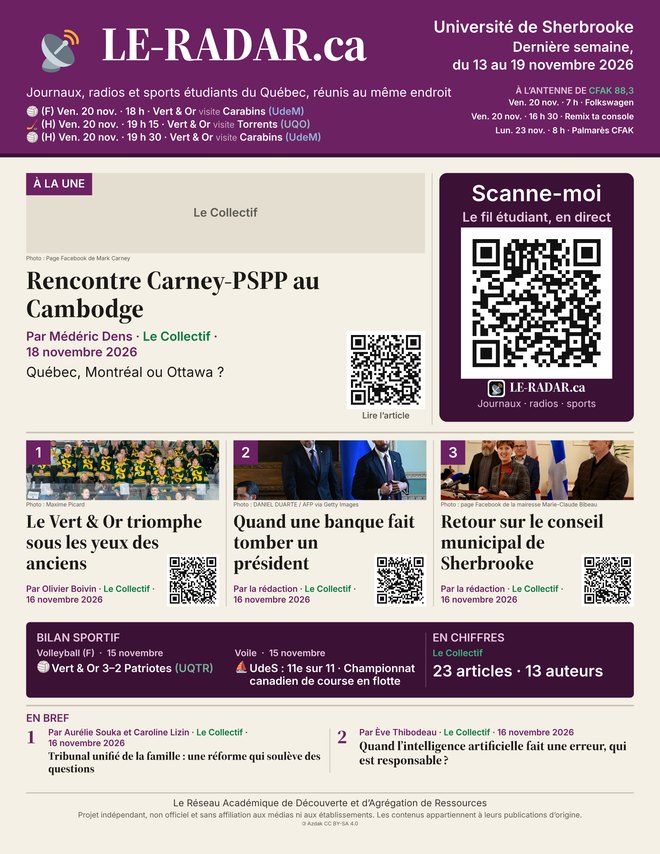 LE-RADAR.ca
Université de Sherbrooke
Dernière semaine,
du 13 au 19 novembre 2026
Journaux, radios et sports étudiants du Québec, réunis au même endroit
(F) Ven. 20 nov. · 18 h · Vert & Or visite Carabins (UdeM)
(H) Ven. 20 nov. · 19 h 15 · Vert & Or visite Torrents (UQO)
(H) Ven. 20 nov. · 19 h 30 · Vert & Or visite Carabins (UdeM)
À L'ANTENNE DE CFAK 88,3
Ven. 20 nov. · 7 h · Folkswagen
Ven. 20 nov. · 16 h 30 · Remix ta console
Lun. 23 nov. · 8 h · Palmarès CFAK
À LA UNE
Le Collectif
Photo : Page Facebook de Mark Carney
Rencontre Carney-PSPP au
Cambodge
Par Médéric Dens · Le Collectif ·
18 novembre 2026
Québec, Montréal ou Ottawa ?
Lire l'article
Scanne-moi
Le fil étudiant, en direct
LE-RADAR.ca
Journaux · radios · sports
1
Photo : Maxime Picard
Le Vert & Or triomphe
sous les yeux des
anciens
Par Olivier Boivin · Le Collectif ·
16 novembre 2026
2
Photo : DANIEL DUARTE / AFP via Getty Images
Quand une banque fait
tomber un
président
Par la rédaction · Le Collectif ·
16 novembre 2026
3
Photo : page Facebook de la mairesse Marie-Claude Bibeau
Retour sur le conseil
municipal de
Sherbrooke
Par la rédaction · Le Collectif ·
16 novembre 2026
BILAN SPORTIF
Volleyball (F) · 15 novembre
Vert & Or 3–2 Patriotes (UQTR)
Voile · 15 novembre
UdeS : 11e sur 11 · Championnat
canadien de course en flotte
EN CHIFFRES
Le Collectif
23 articles · 13 auteurs
EN BREF
1
Par Aurélie Souka et Caroline Lizin · Le Collectif ·
16 novembre 2026
Tribunal unifié de la famille : une réforme qui soulève des
questions
2
Par Ève Thibodeau · Le Collectif · 16 novembre 2026
Quand l'intelligence artificielle fait une erreur, qui
est responsable ?
Le Réseau Académique de Découverte et d'Agrégation de Ressources
Projet indépendant, non officiel et sans affiliation aux médias ni aux établissements. Les contenus appartiennent à leurs publications d'origine.
Azdak CC BY-SA 4.0